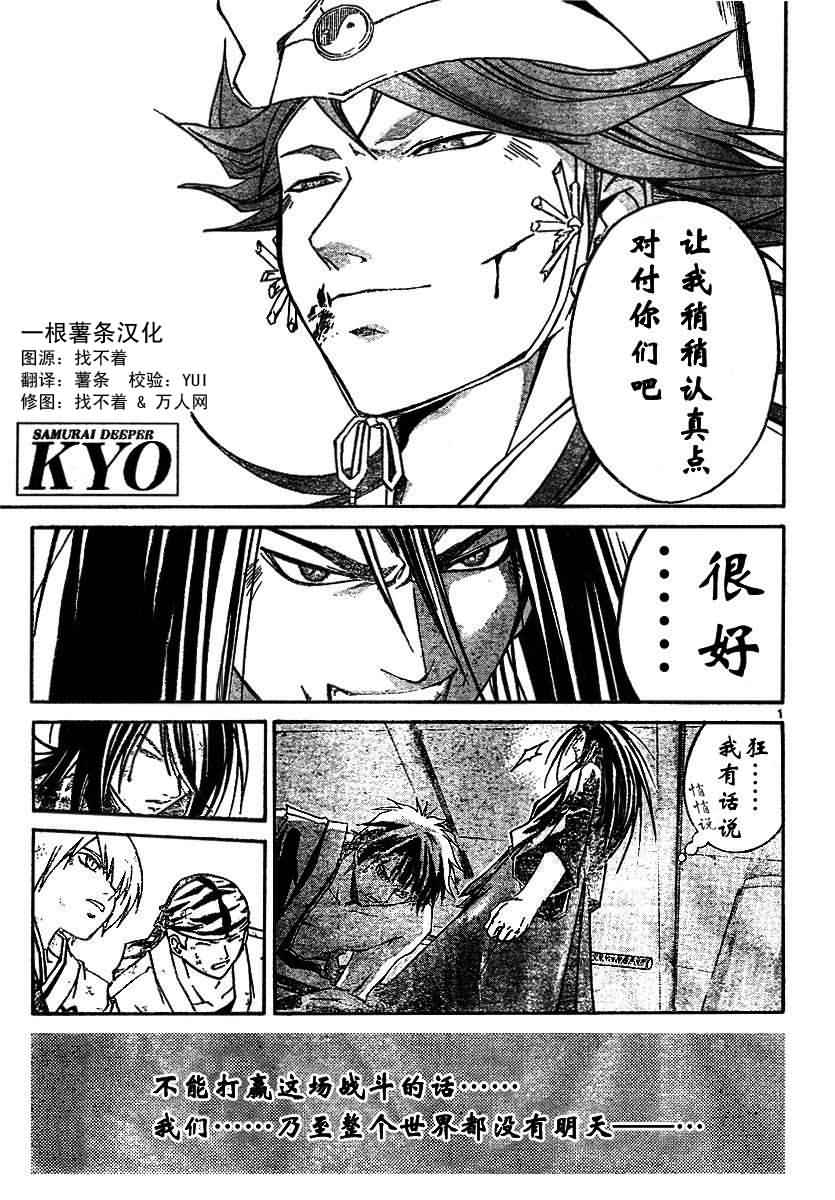 让我稍稍认真点
对付你们吧
一根薯条汉化
图源：找不着
翻译：薯条 校验：YUI
修图：找不着 & 万人网
SAMURAI DEEPER
KYO
很好
……
1
狂……
我有话说
悄悄说
不能打赢这场战斗的话……
我们……乃至整个世界都没有明天——…